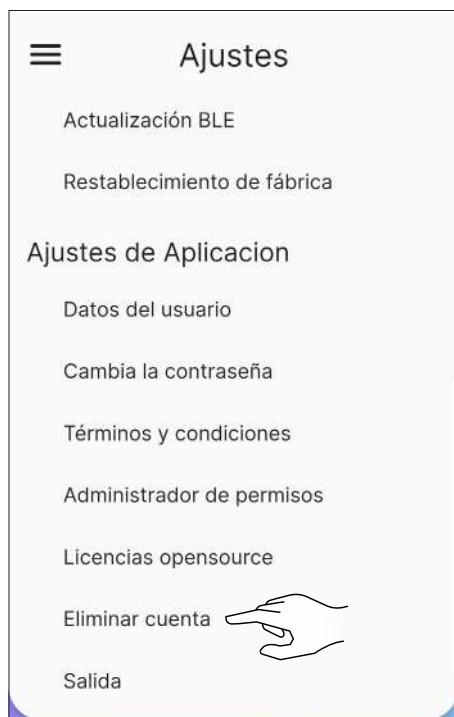 Ajustes
Actualización BLE
Restablecimiento de fábrica
Ajustes de Aplicacion
Datos del usuario
Cambia la contraseña
Términos y condiciones
Administrador de permisos
Licencias opensource
Eliminar cuenta
Salida